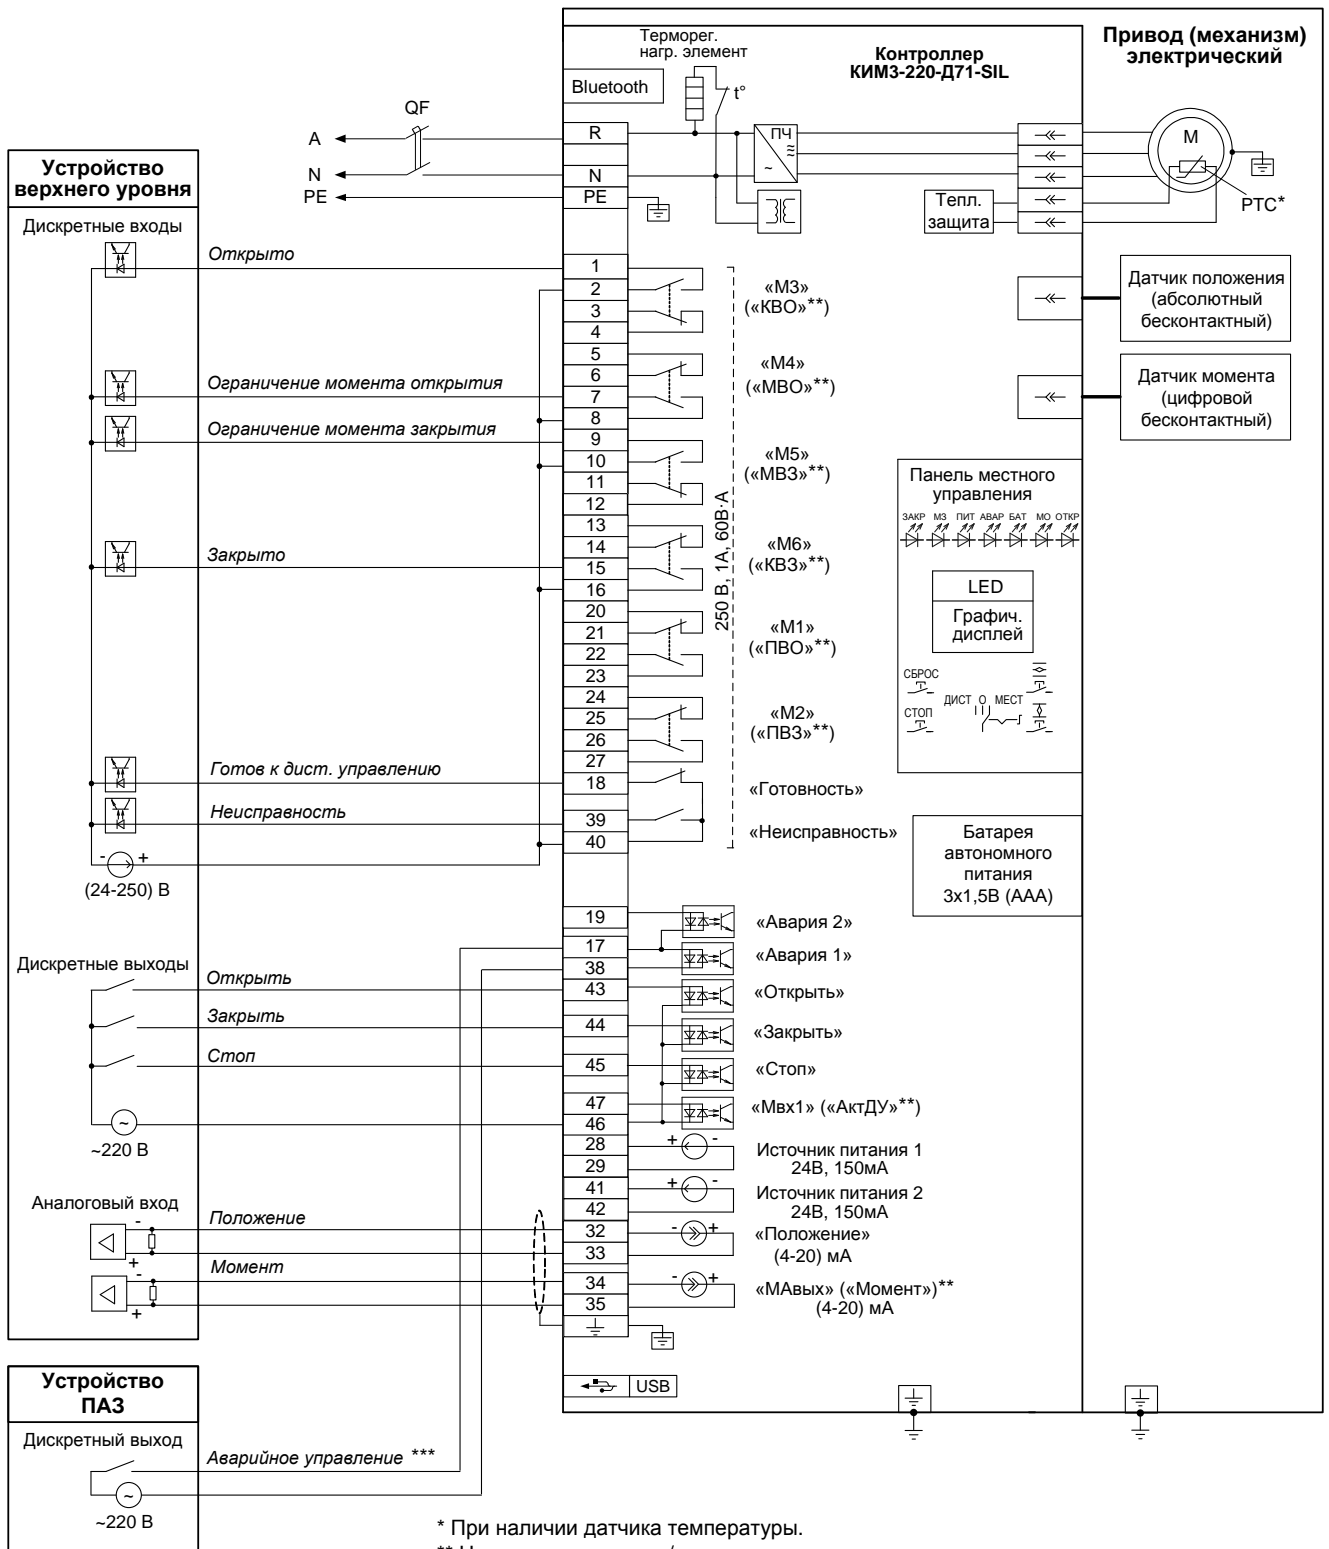 Терморег.
нагр. элемент
Контроллер
КИМ3-220-Д71-SIL
Привод (механизм)
электрический
Bluetooth
t°
QF
A
R
ПЧ
≈
~
M
N
N
PE
PE
Тепл.
защита
PTC*
Устройство
верхнего уровня
Дискретные входы
Открыто
1
2
3
4
«М3»
(«КВО»**)
Датчик положения
(абсолютный
бесконтактный)
5
6
7
8
«М4»
(«МВО»**)
Ограничение момента открытия
Датчик момента
(цифровой
бесконтактный)
Ограничение момента закрытия
9
10
11
12
«М5»
(«МВЗ»**)
250 В, 1А, 60В·А
Панель местного
управления
ЗАКР МЗ ПИТ АВАР БАТ МО ОТКР
LED
Графич.
дисплей
СБРОС
СТОП
ДИСТ О МЕСТ
Закрыто
13
14
15
16
«М6»
(«КВЗ»**)
20
21
22
23
«М1»
(«ПВО»**)
24
25
26
27
«М2»
(«ПВЗ»**)
Готов к дист. управлению
18
«Готовность»
Неисправность
39
40
«Неисправность»
- +
(24-250) В
Батарея
автономного
питания
3х1,5В (ААА)
19
«Авария 2»
17
38
«Авария 1»
Дискретные выходы
Открыть
43
«Открыть»
Закрыть
44
«Закрыть»
Стоп
45
«Стоп»
47
46
«Мвх1» («АктДУ»**)
~
~220 В
28
29
+ -
Источник питания 1
24В, 150мА
41
42
+ -
Источник питания 2
24В, 150мА
Аналоговый вход
Положение
- +
32
33
- +
«Положение»
(4-20) мА
Момент
- +
34
35
- +
«МАвых» («Момент»)**
(4-20) мА
USB
Устройство
ПАЗ
Дискретный выход
Аварийное управление ***
~
~220 В
* При наличии датчика температуры.